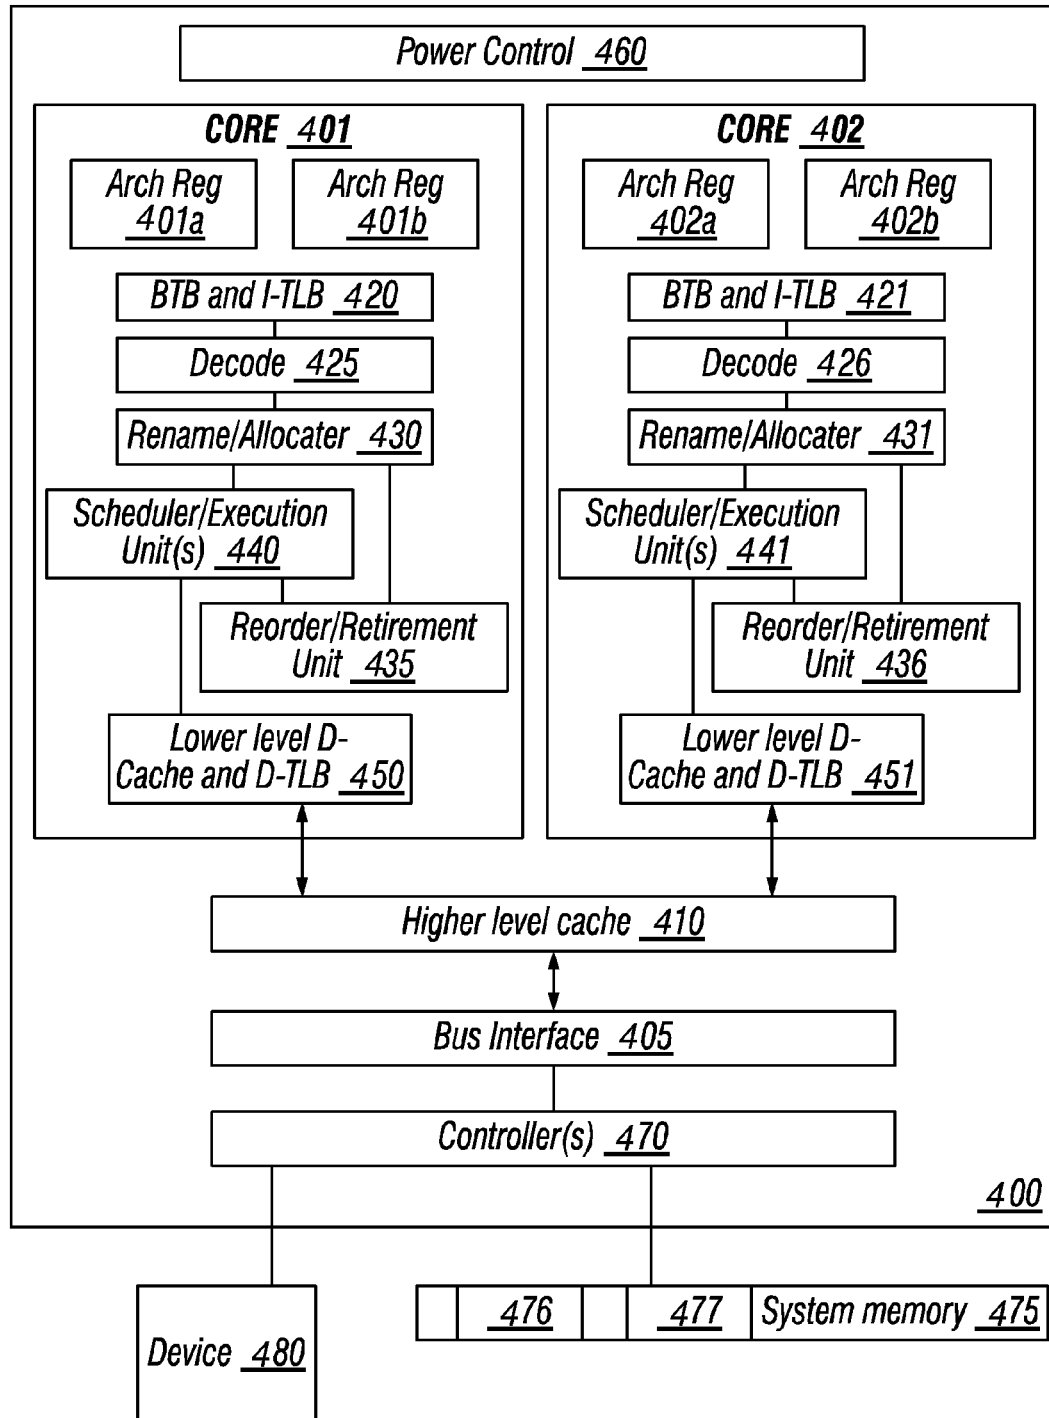 Power Control 460
CORE 401
Arch Reg
401a
Arch Reg
401b
BTB and I-TLB 420
Decode 425
Rename/Allocater 430
Scheduler/Execution
Unit(s) 440
Reorder/Retirement
Unit 435
Lower level D-
Cache and D-TLB 450
CORE 402
Arch Reg
402a
Arch Reg
402b
BTB and I-TLB 421
Decode 426
Rename/Allocater 431
Scheduler/Execution
Unit(s) 441
Reorder/Retirement
Unit 436
Lower level D-
Cache and D-TLB 451
Higher level cache 410
Bus Interface 405
Controller(s) 470
400
Device 480
476
477
System memory 475